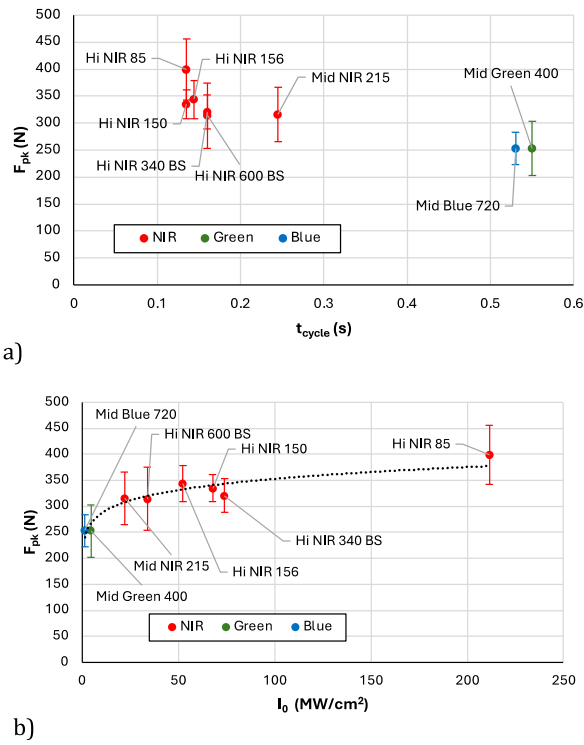 500
450
400
350
300
250
200
150
100
50
0
F_pk (N)
Hi NIR 85
Hi NIR 156
Mid NIR 215
Mid Green 400
Hi NIR 150
Hi NIR 340 BS
Hi NIR 600 BS
Mid Blue 720
NIR Green Blue
0 0.1 0.2 0.3 0.4 0.5 0.6
t_cycle (s)
a)
500
450
400
350
300
250
200
150
100
50
0
F_pk (N)
Mid Blue 720
Hi NIR 600 BS
Hi NIR 150
Hi NIR 85
Hi NIR 340 BS
Mid NIR 215
Hi NIR 156
Mid Green 400
NIR Green Blue
0 50 100 150 200 250
I₀ (MW/cm²)
b)